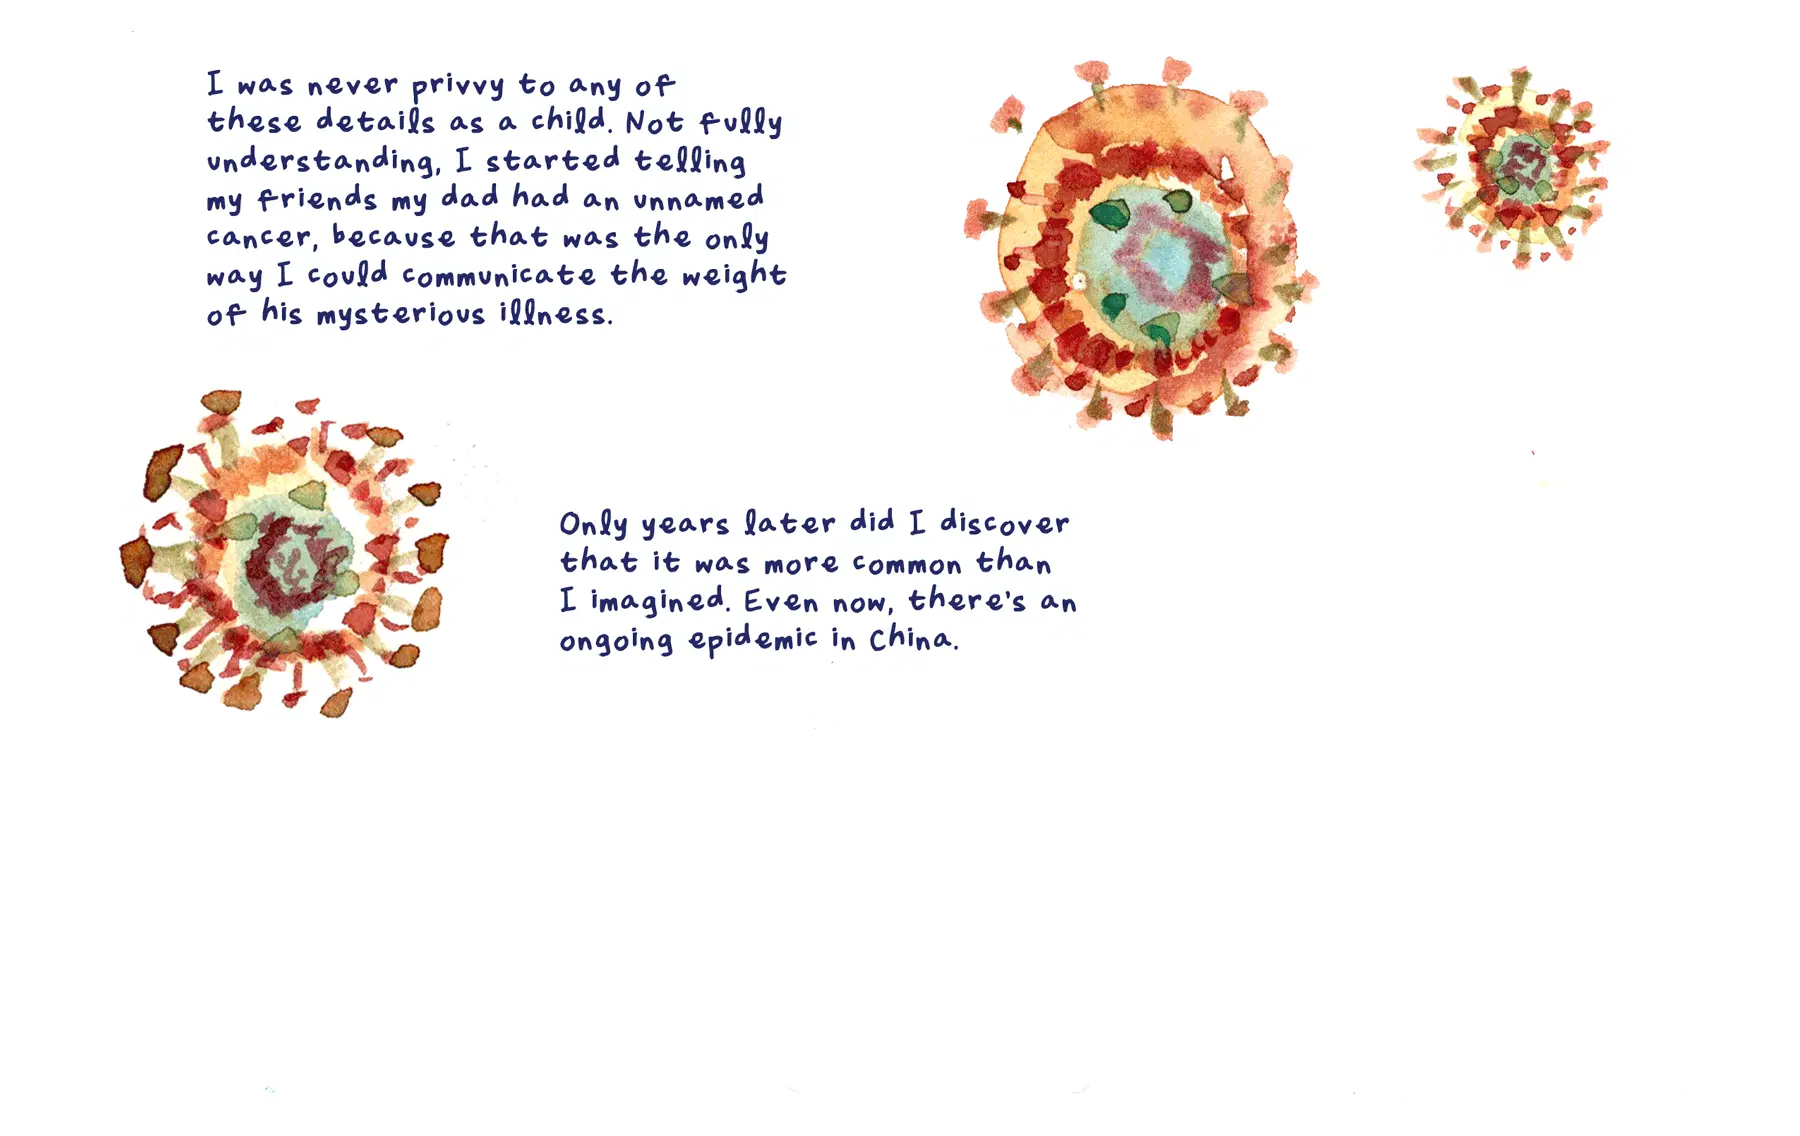 I was never privvy to any of
these details as a child. Not fully
understanding, I started telling
my friends my dad had an unnamed
cancer, because that was the only
way I could communicate the weight
of his mysterious illness.
Only years later did I discover
that it was more common than
I imagined. Even now, there's an
ongoing epidemic in China.